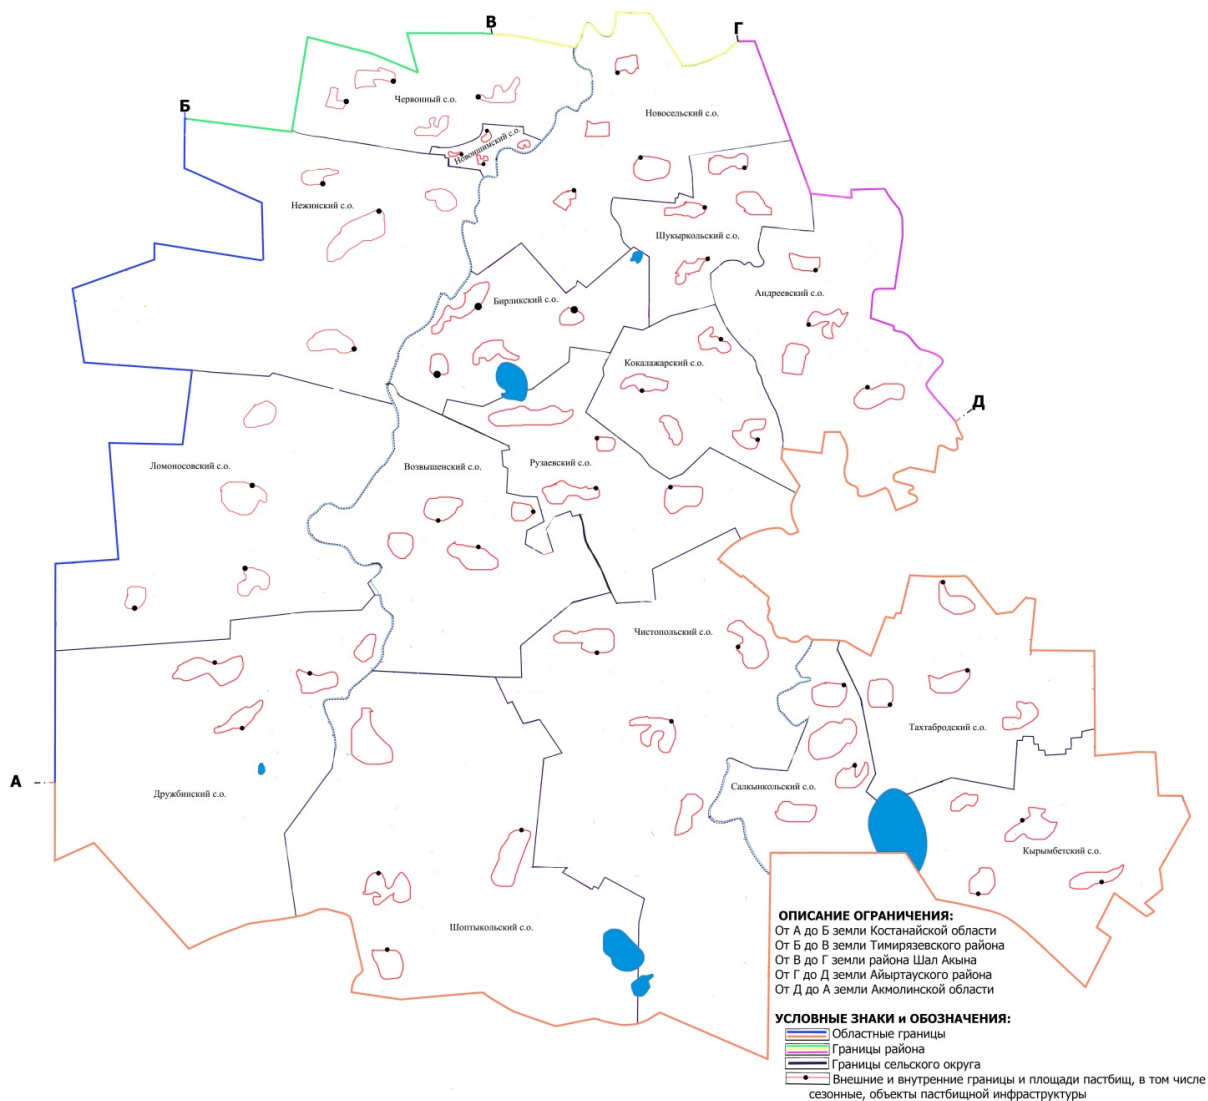 В
Г
Б
Червонный с.о.
Новосельский с.о.
Новоишимский с.о.
Нежинский с.о.
Шукыркольский с.о.
Андреевский с.о.
Бирликский с.о.
Кокалажарский с.о.
Д
Ломоносовский с.о.
Возвышенский с.о.
Рузаевский с.о.
Чистопольский с.о.
Тахтабродский с.о.
А
Дружбинский с.о.
Салкынкольский с.о.
Кырымбетский с.о.
Шоптыкольский с.о.
ОПИСАНИЕ ОГРАНИЧЕНИЯ:
От А до Б земли Костанайской области
От Б до В земли Тимирязевского района
От В до Г земли района Шал Акына
От Г до Д земли Айыртауского района
От Д до А земли Акмолинской области
УСЛОВНЫЕ ЗНАКИ и ОБОЗНАЧЕНИЯ:
Областные границы
Границы района
Границы сельского округа
Внешние и внутренние границы и площади пастбищ, в том числе
сезонные, объекты пастбищной инфраструктуры